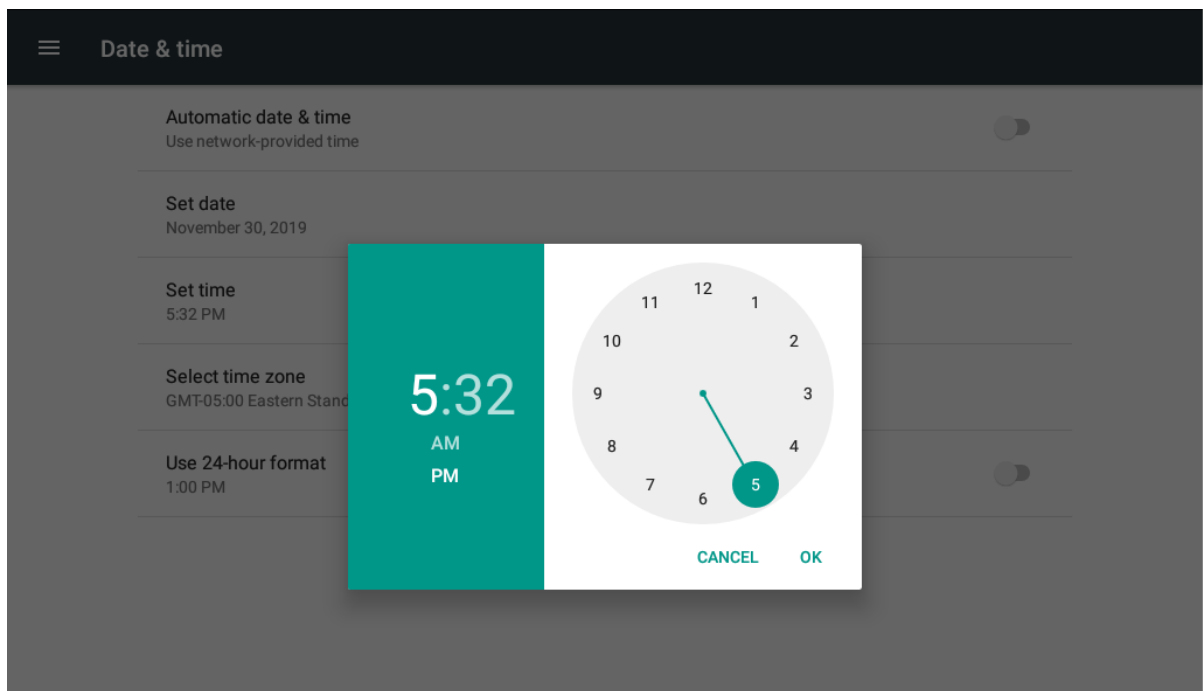 Date & time
Automatic date & time
Use network-provided time
Set date
November 30, 2019
Set time
5:32 PM
Select time zone
GMT-05:00 Eastern Stand
Use 24-hour format
1:00 PM
5:32
AM
PM
12
11
1
10
2
9
3
8
4
7
5
6
CANCEL OK